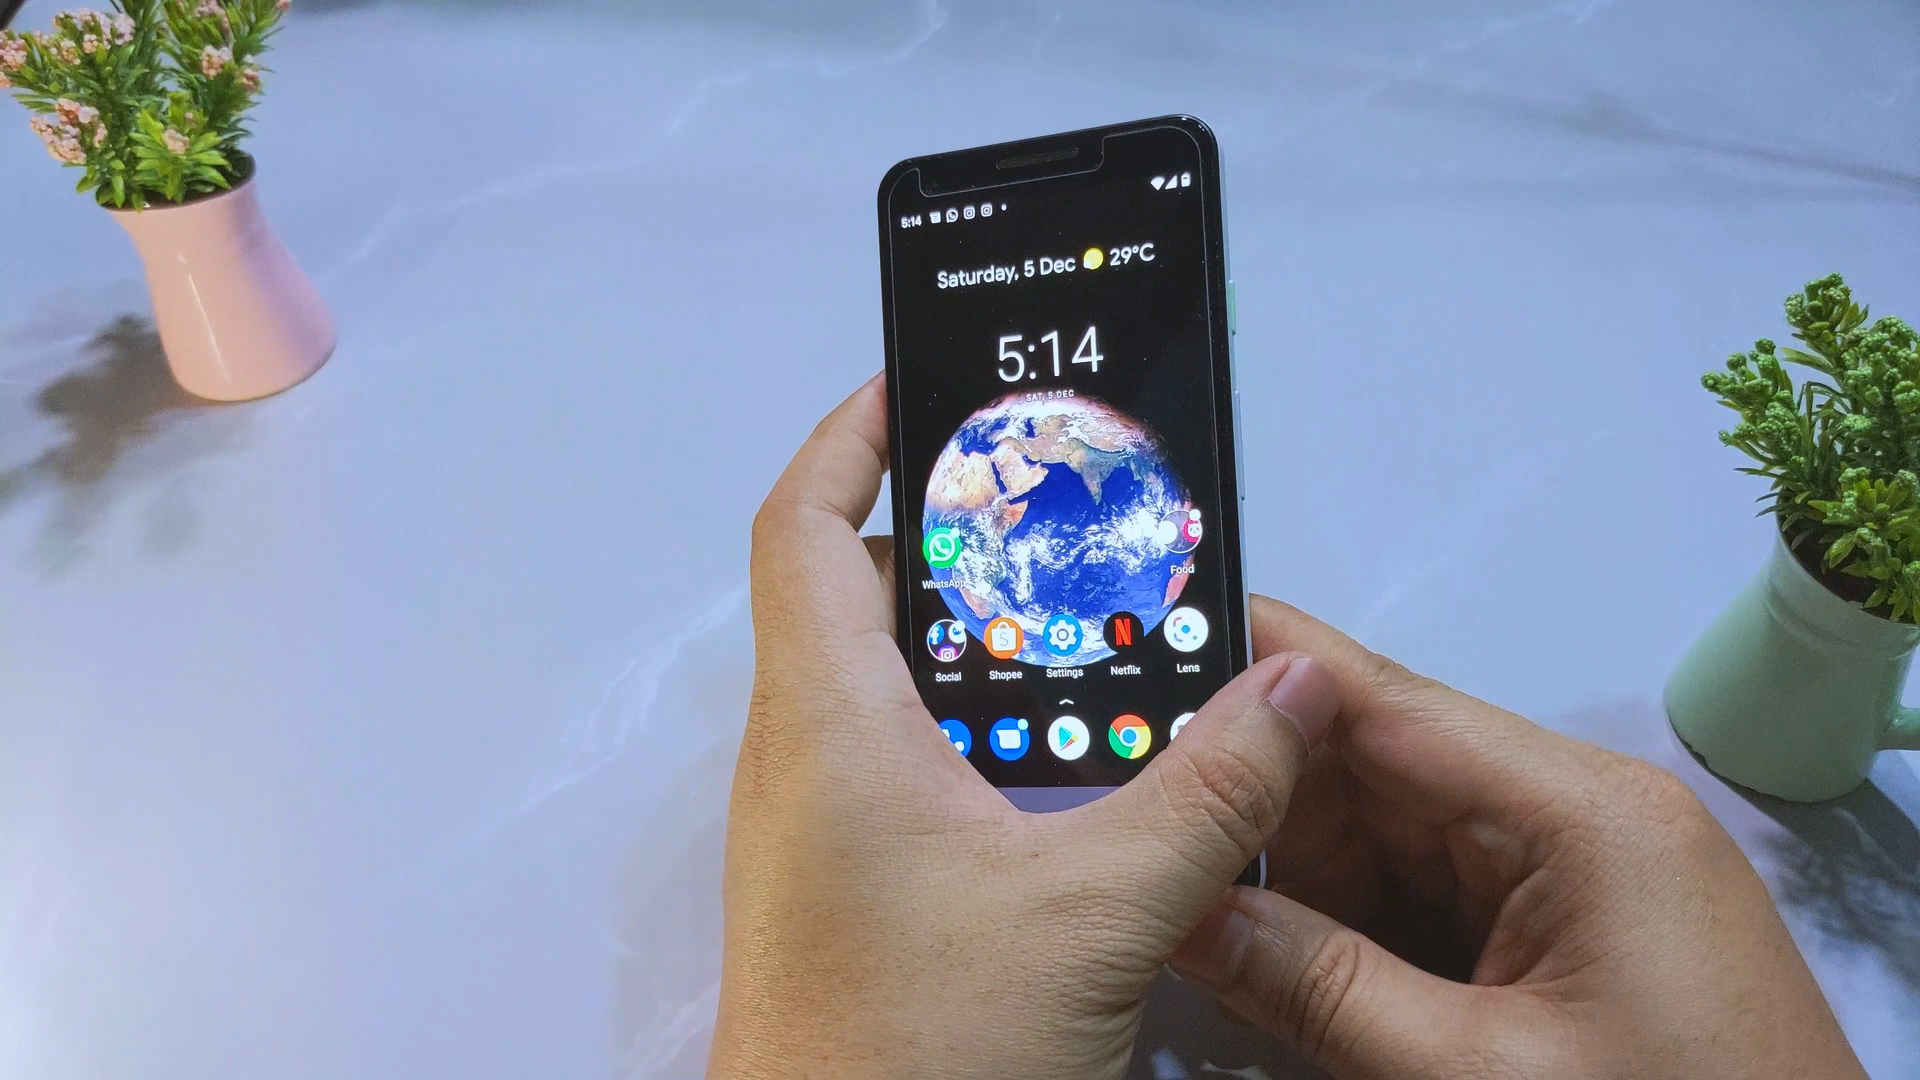 5:14
Saturday, 5 Dec 29°C
5:14
SAT, 5 DEC
WhatsApp
Food
Social
Shopee
Settings
Netflix
Lens